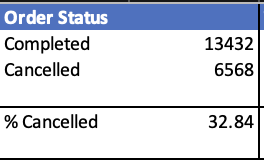 Order Status
Completed 13432
Cancelled 6568
% Cancelled 32.84